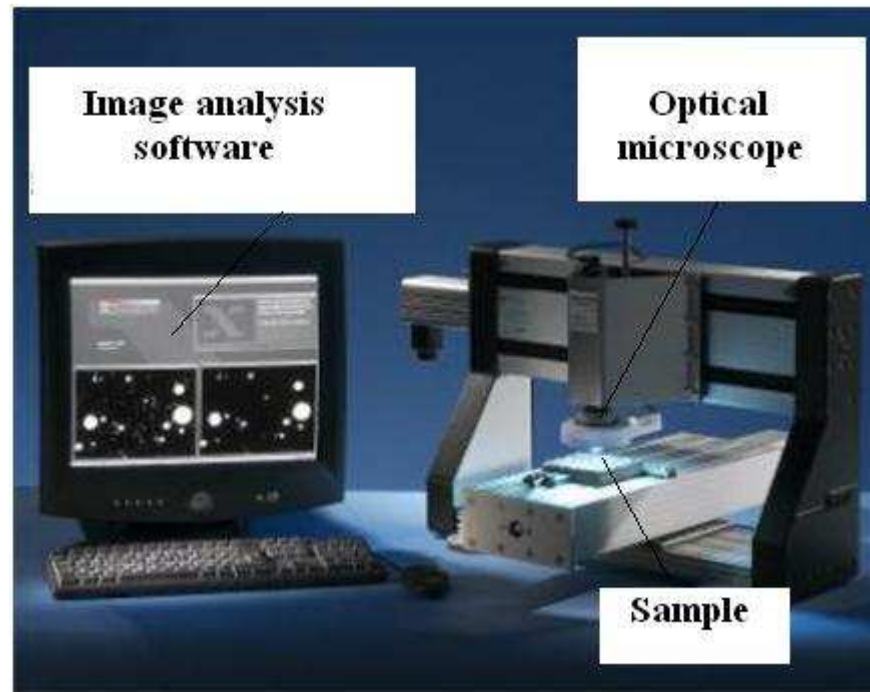 Image analysis
software
Optical
microscope
Sample